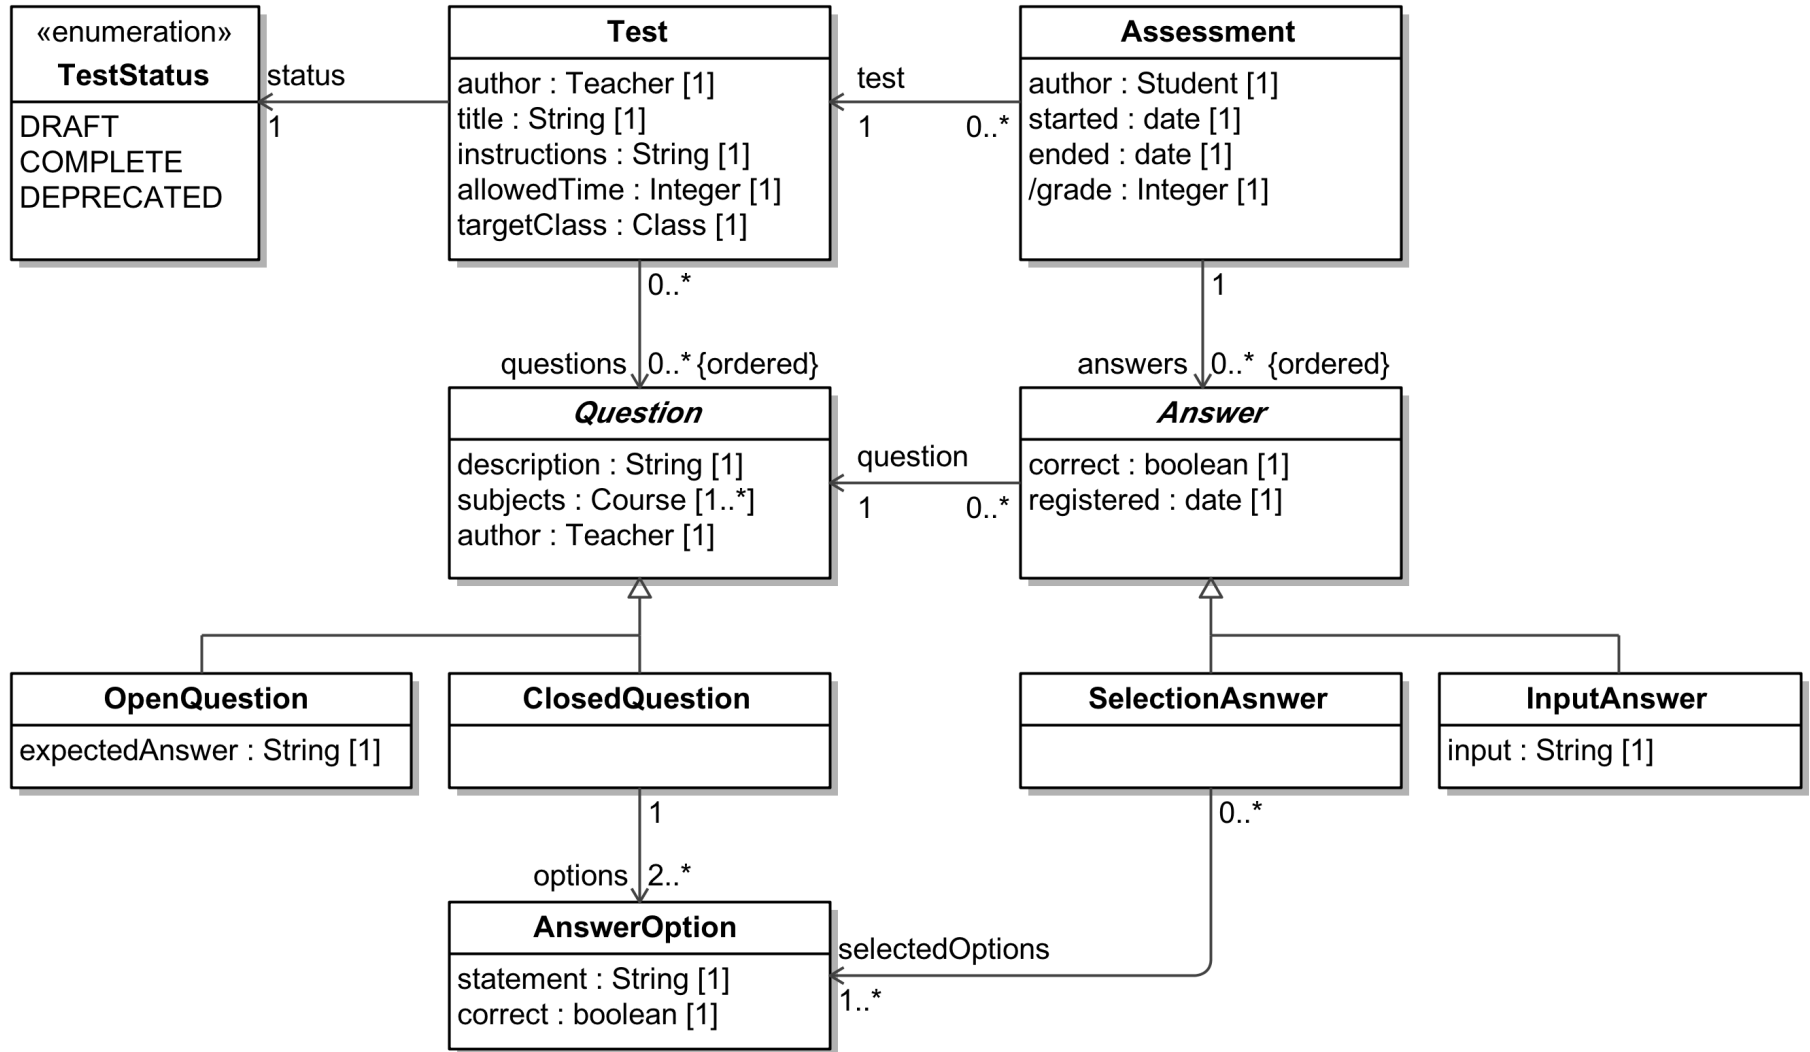 «enumeration»
TestStatus
DRAFT
COMPLETE
DEPRECATED
status
1
Test
author : Teacher [1]
title : String [1]
instructions : String [1]
allowedTime : Integer [1]
targetClass : Class [1]
test
1
0..*
Assessment
author : Student [1]
started : date [1]
ended : date [1]
/grade : Integer [1]
0..*
questions
0..* {ordered}
1
answers
0..* {ordered}
Question
description : String [1]
subjects : Course [1..*]
author : Teacher [1]
question
1
0..*
Answer
correct : boolean [1]
registered : date [1]
OpenQuestion
expectedAnswer : String [1]
ClosedQuestion
SelectionAsnwer
InputAnswer
input : String [1]
1
options
2..*
0..*
AnswerOption
statement : String [1]
correct : boolean [1]
selectedOptions
1..*